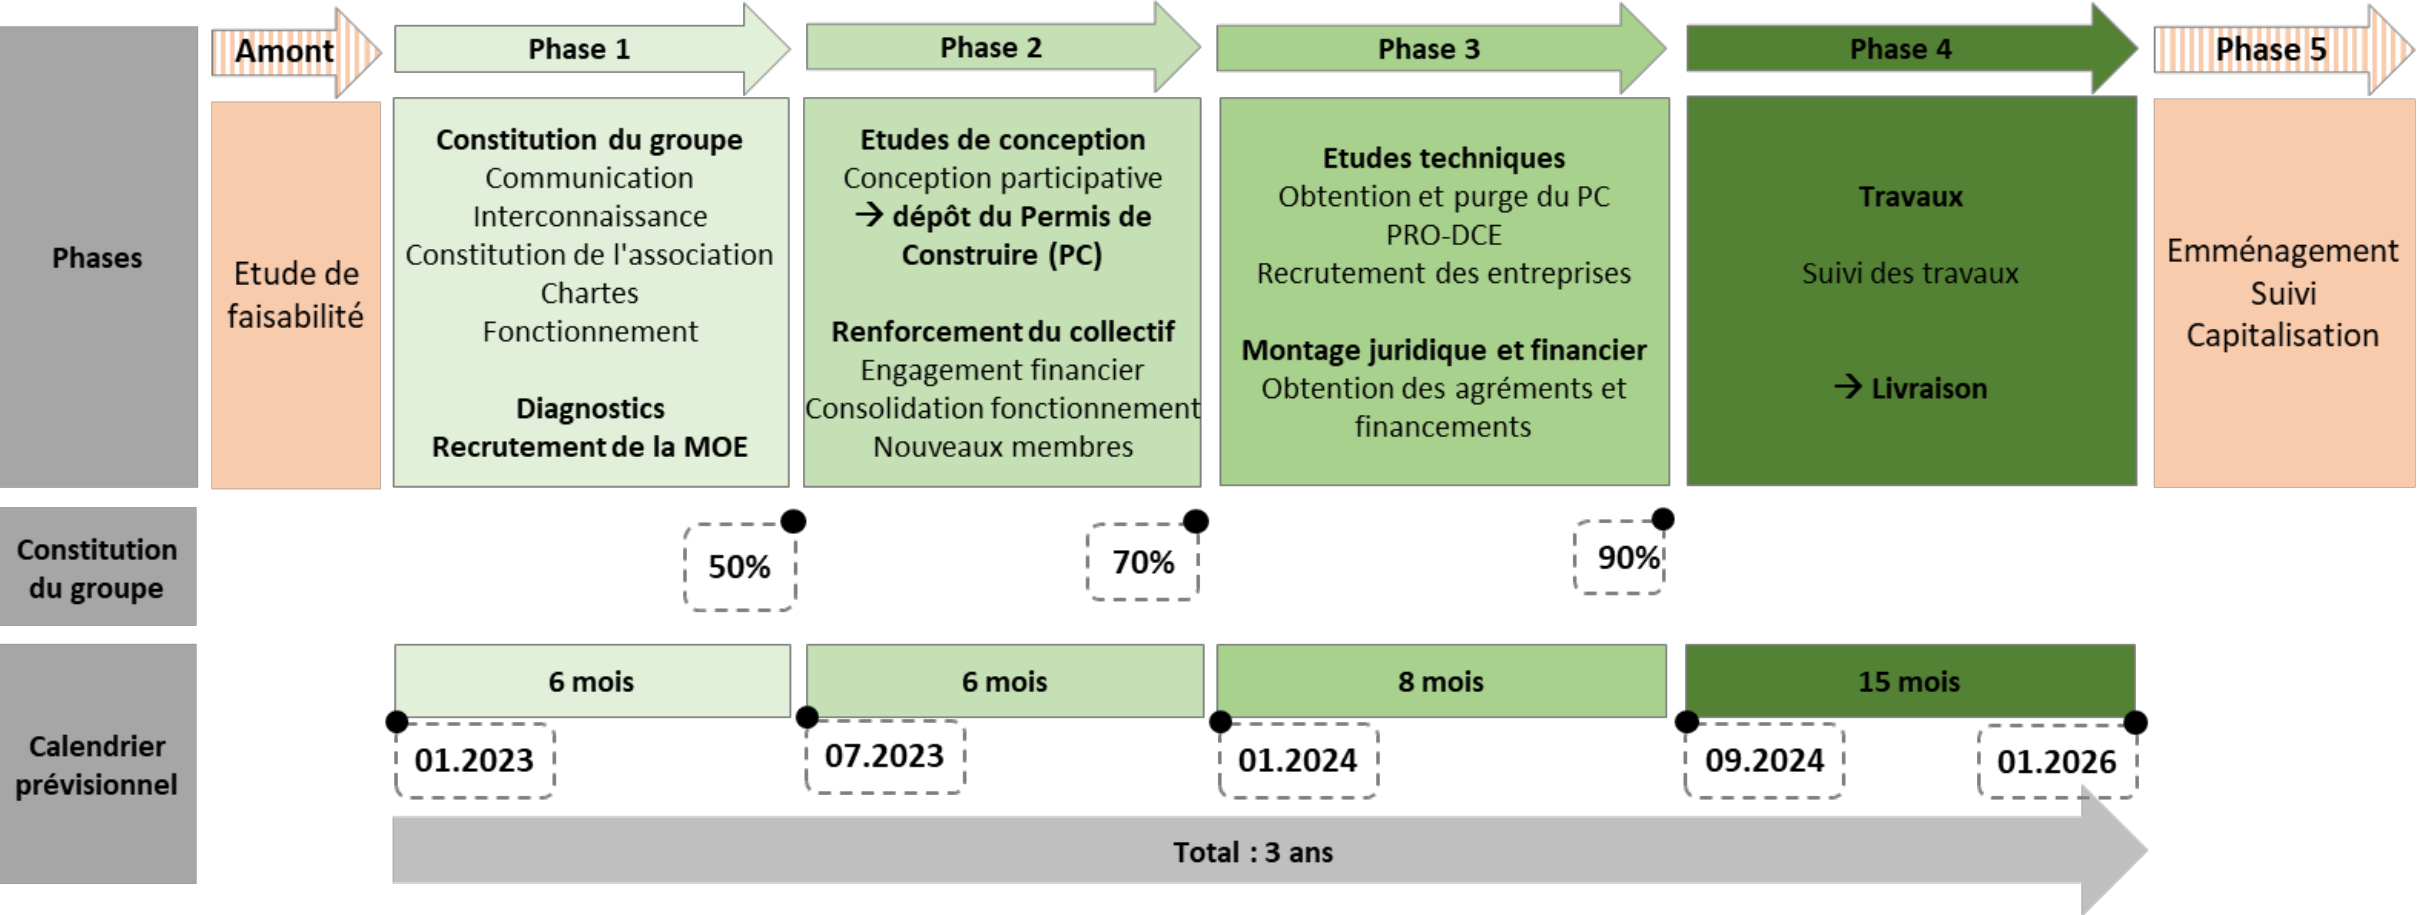 Amont
Phase 1
Phase 2
Phase 3
Phase 4
Phase 5
Phases
Etude de
faisabilité
Constitution du groupe
Communication
Interconnaissance
Constitution de l'association
Chartes
Fonctionnement
Diagnostics
Recrutement de la MOE
Etudes de conception
Conception participative
→ dépôt du Permis de
Construire (PC)
Renforcement du collectif
Engagement financier
Consolidation fonctionnement
Nouveaux membres
Etudes techniques
Obtention et purge du PC
PRO-DCE
Recrutement des entreprises
Montage juridique et financier
Obtention des agréments et
financements
Travaux
Suivi des travaux
→ Livraison
Emménagement
Suivi
Capitalisation
Constitution
du groupe
50%
70%
90%
Calendrier
prévisionnel
6 mois
6 mois
8 mois
15 mois
01.2023
07.2023
01.2024
09.2024
01.2026
Total : 3 ans